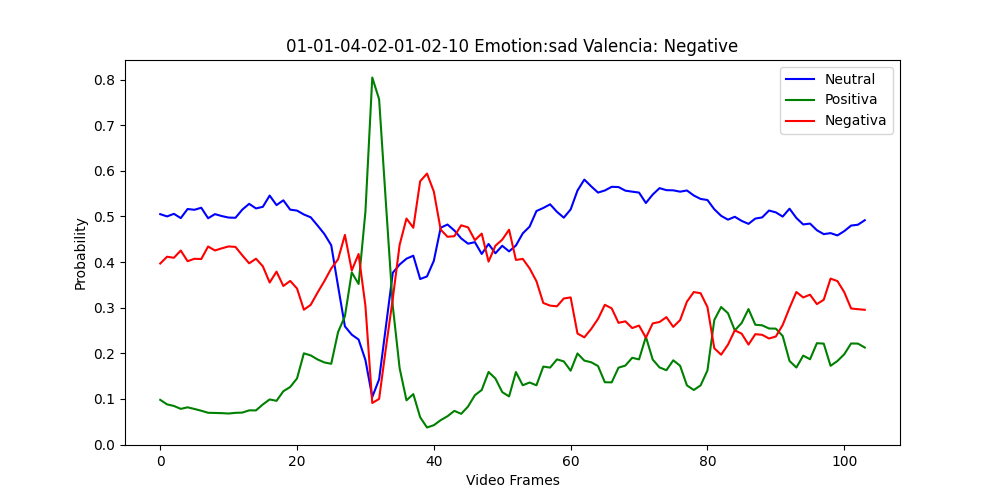 01-01-04-02-01-02-10 Emotion:sad Valencia: Negative
Neutral
Positiva
Negativa
Probability
0.8
0.7
0.6
0.5
0.4
0.3
0.2
0.1
0.0
0 20 40 60 80 100
Video Frames